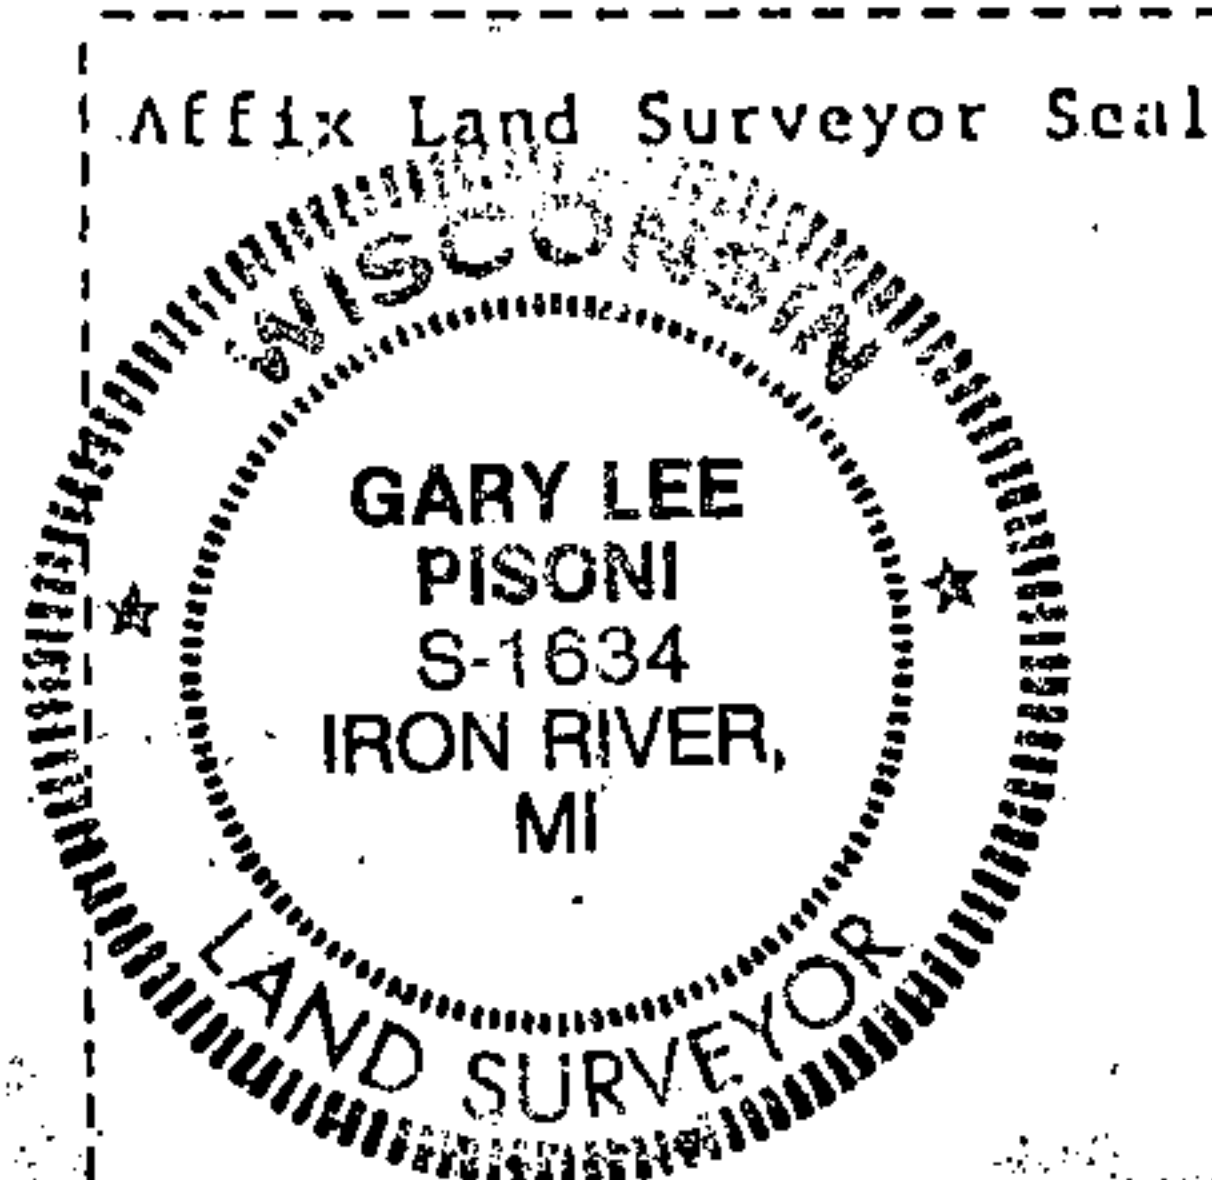 Affix Land Surveyor Seal
WISCONSIN
GARY LEE
PISONI
S-1634
IRON RIVER,
MI
LAND SURVEYOR